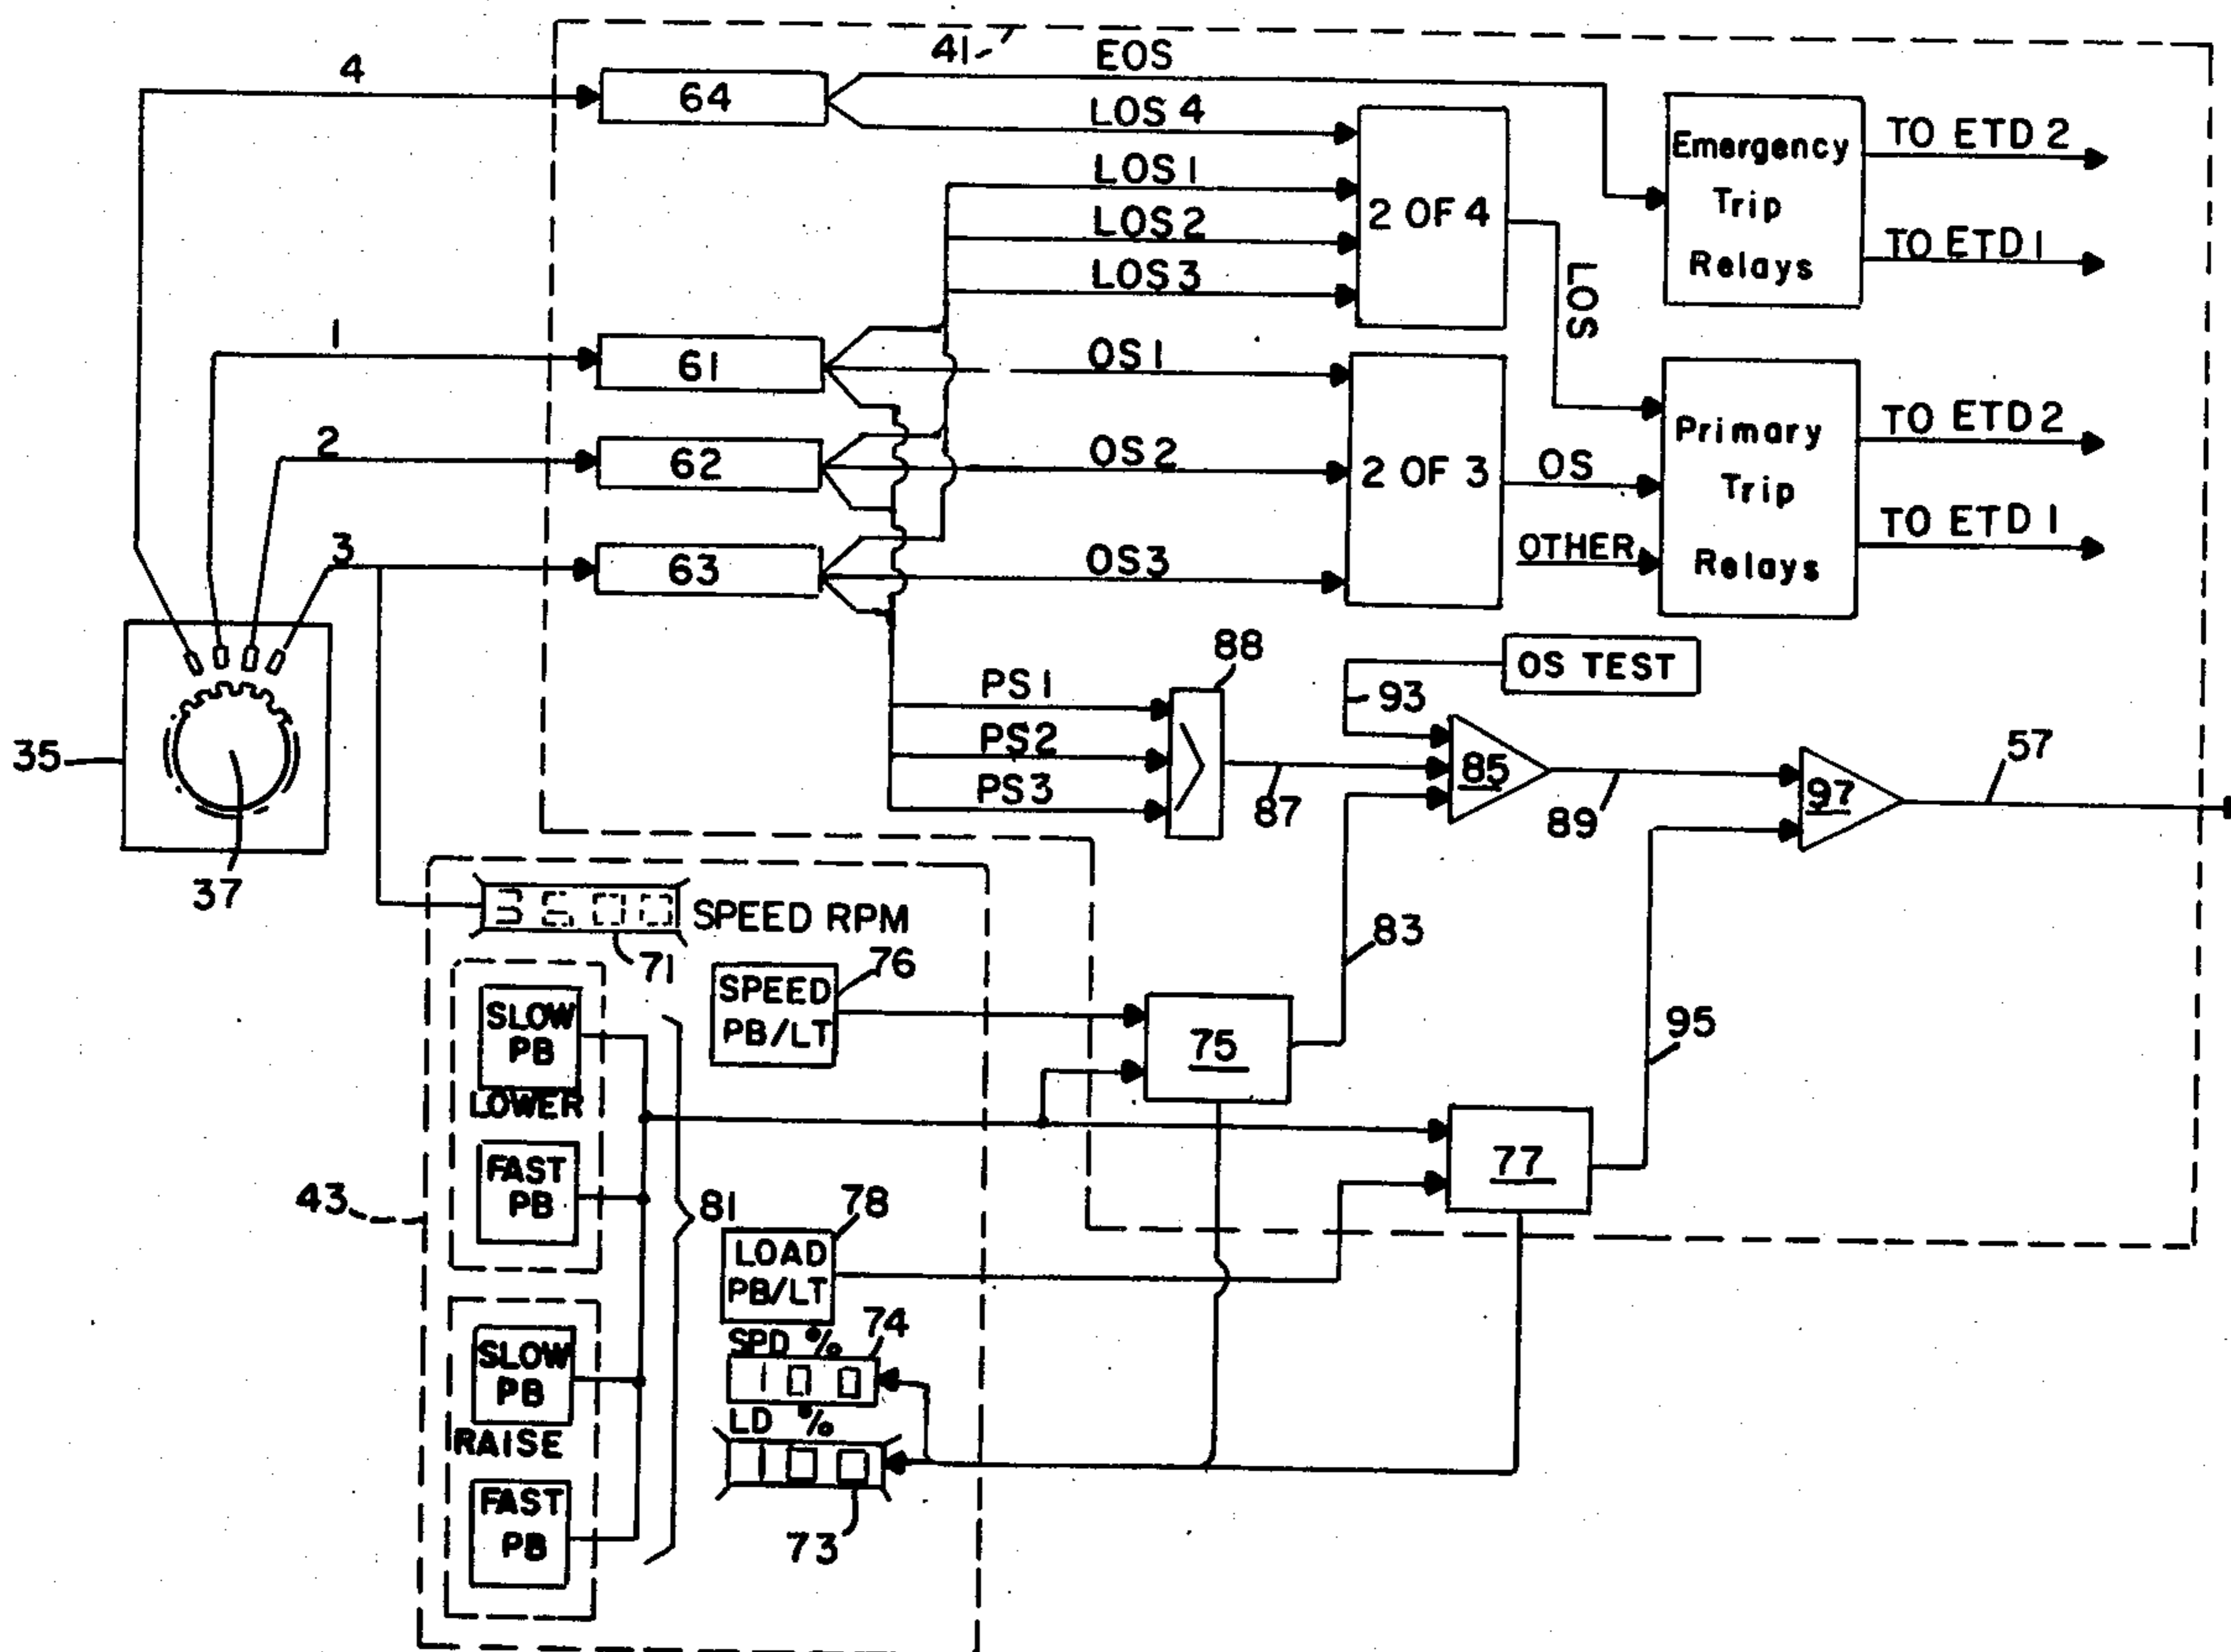 41
EOS
4
64
LOS 4
LOS 1
LOS 2
LOS 3
2 OF 4
LOS
Emergency
Trip
Relays
TO ETD 2
TO ETD 1
1
61
OS 1
2
62
OS 2
3
63
OS 3
2 OF 3
OS
OTHER
Primary
Trip
Relays
TO ETD 2
TO ETD 1
35
37
PS 1
PS 2
PS 3
88
87
OS TEST
93
85
89
97
57
SPEED RPM
71
SPEED
PB/LT
76
75
83
95
77
SLOW
PB
LOWER
FAST
PB
43
81
78
LOAD
PB/LT
SPD %
74
100
LD %
100
73
SLOW
PB
RAISE
FAST
PB